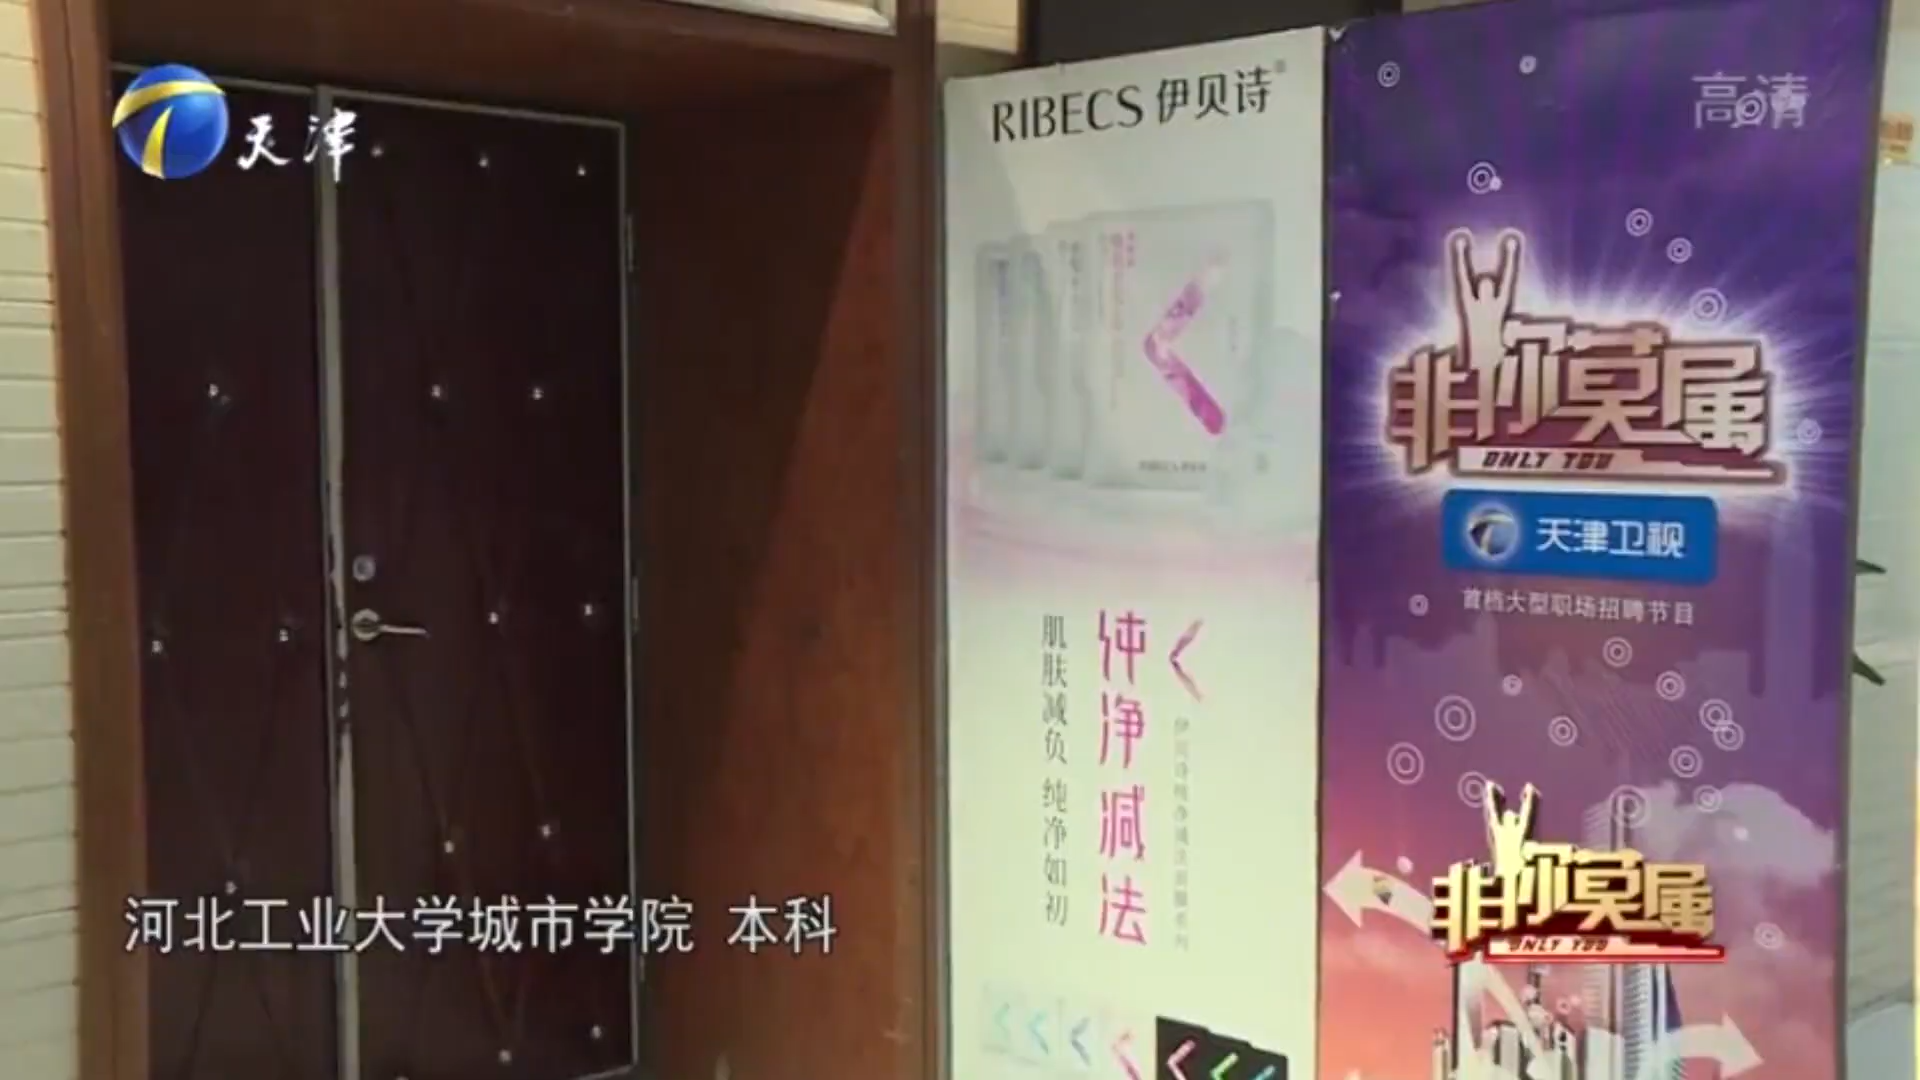 天津
高清
RIBECS 伊贝诗
非你莫属
ONLY YOU
天津卫视
首档大型职场招聘节目
肌肤减负 纯净如初
纯净减法
非你莫属
ONLY YOU
河北工业大学城市学院 本科